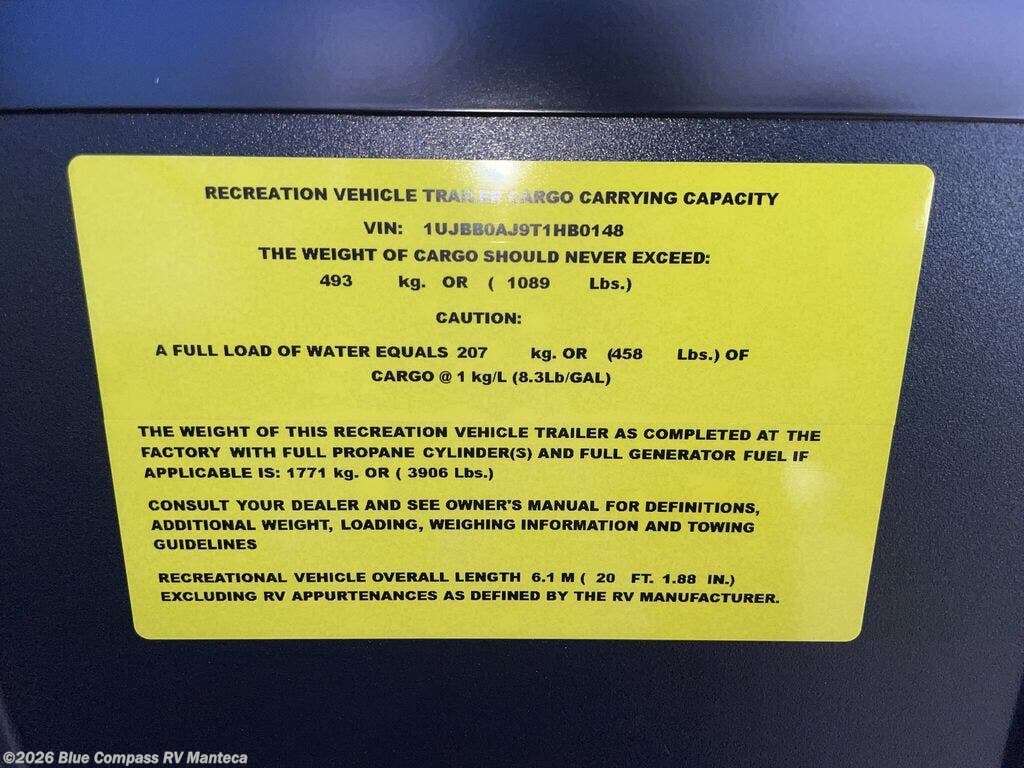 RECREATION VEHICLE TRAILER CARGO CARRYING CAPACITY
VIN: 1UJBB0AJ9T1HB0148
THE WEIGHT OF CARGO SHOULD NEVER EXCEED:
493 kg. OR ( 1089 Lbs.)
CAUTION:
A FULL LOAD OF WATER EQUALS 207 kg. OR (458 Lbs.) OF
CARGO @ 1 kg/L (8.3Lb/GAL)
THE WEIGHT OF THIS RECREATION VEHICLE TRAILER AS COMPLETED AT THE
FACTORY WITH FULL PROPANE CYLINDER(S) AND FULL GENERATOR FUEL IF
APPLICABLE IS: 1771 kg. OR ( 3906 Lbs.)
CONSULT YOUR DEALER AND SEE OWNER'S MANUAL FOR DEFINITIONS,
ADDITIONAL WEIGHT, LOADING, WEIGHING INFORMATION AND TOWING
GUIDELINES
RECREATIONAL VEHICLE OVERALL LENGTH 6.1 M ( 20 FT. 1.88 IN.)
EXCLUDING RV APPURTENANCES AS DEFINED BY THE RV MANUFACTURER.
©2026 Blue Compass RV Manteca